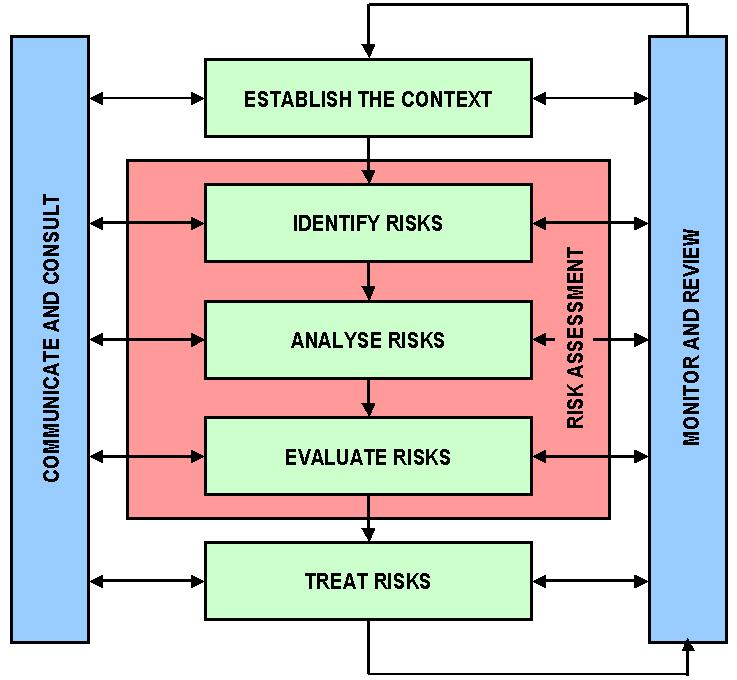 ESTABLISH THE CONTEXT
COMMUNICATE AND CONSULT
IDENTIFY RISKS
ANALYSE RISKS
EVALUATE RISKS
RISK ASSESSMENT
MONITOR AND REVIEW
TREAT RISKS